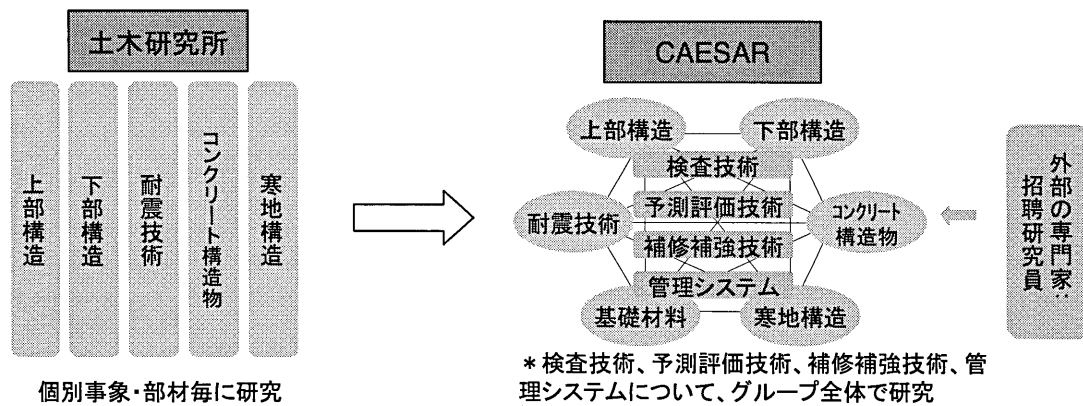 土木研究所
上部構造
下部構造
耐震技術
コンクリート構造物
寒地構造
個別事象・部材毎に研究
CAESAR
上部構造
下部構造
検査技術
予測評価技術
耐震技術
コンクリート
構造物
補修補強技術
管理システム
基礎材料
寒地構造
外部の専門家:
招聘研究員
*検査技術、予測評価技術、補修補強技術、管
理システムについて、グループ全体で研究